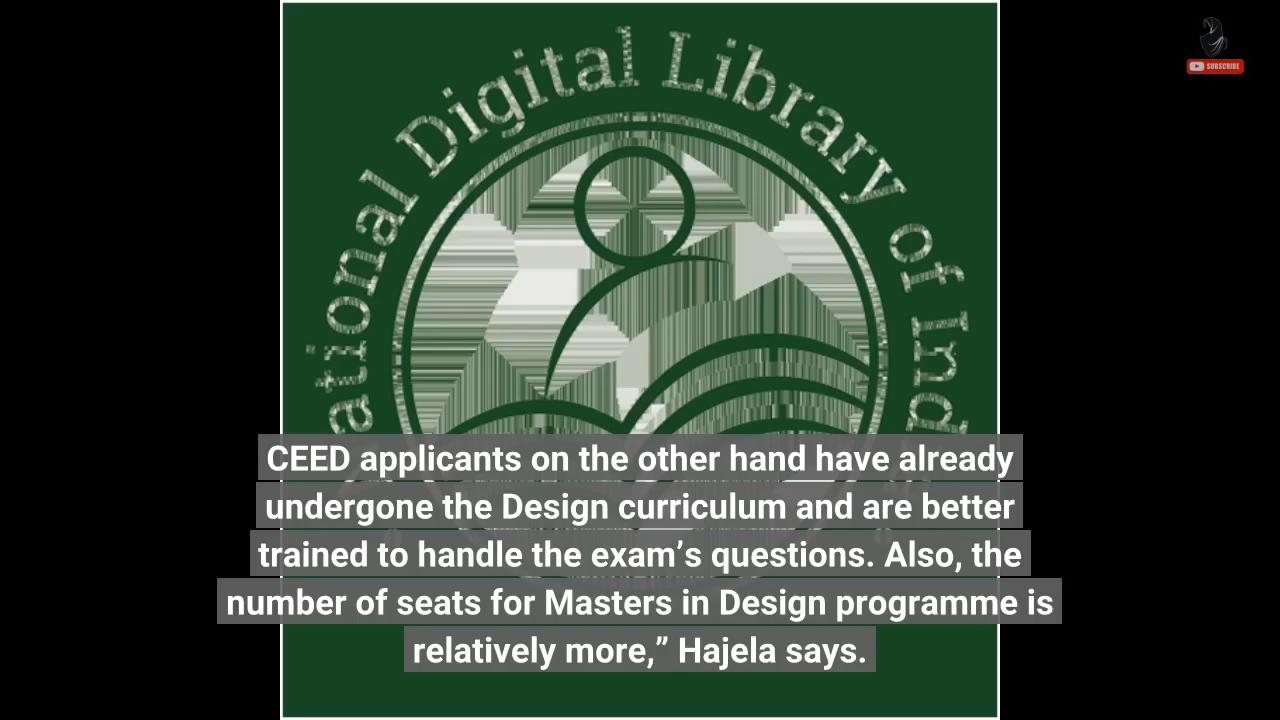 ational Digital Library of Ind
SUBSCRIBE
CEED applicants on the other hand have already
undergone the Design curriculum and are better
trained to handle the exam’s questions. Also, the
number of seats for Masters in Design programme is
relatively more,” Hajela says.